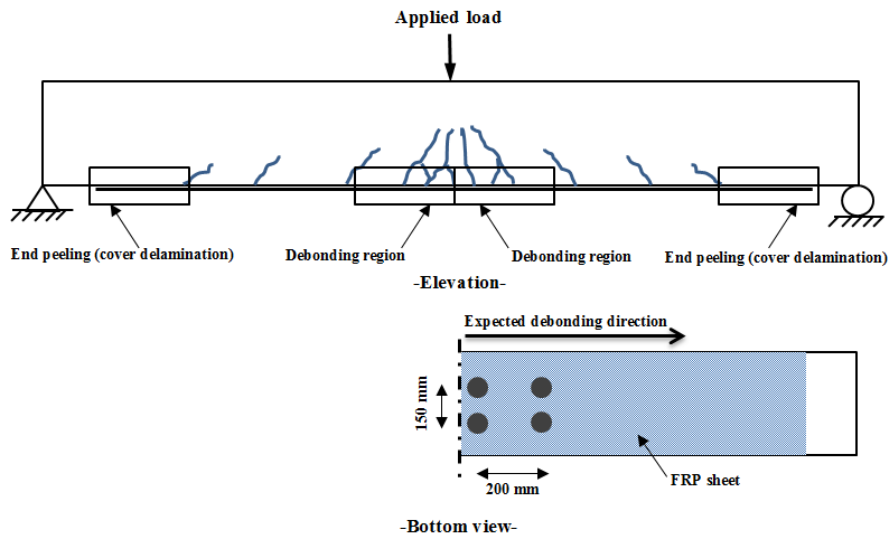 Applied load
End peeling (cover delamination)
Debonding region
Debonding region
End peeling (cover delamination)
-Elevation-
Expected debonding direction
150 mm
200 mm
FRP sheet
-Bottom view-